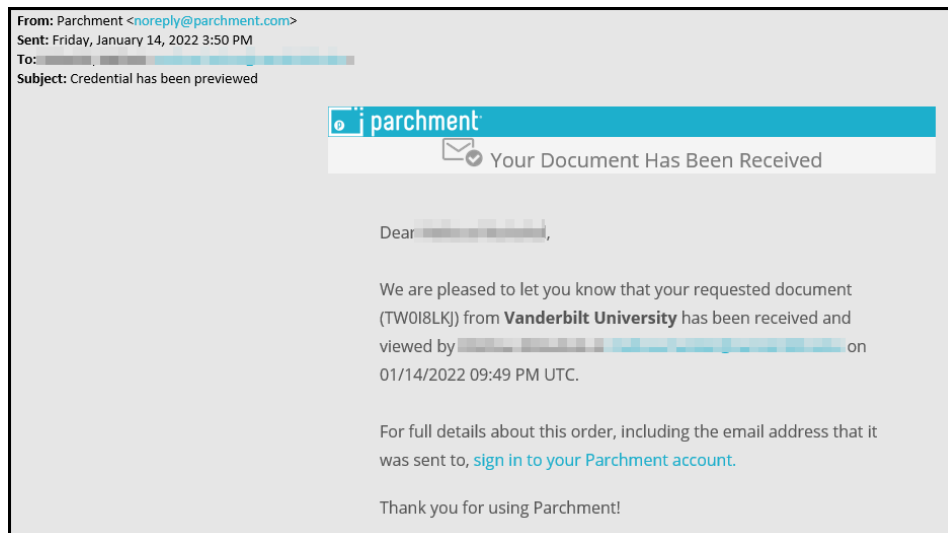 From: Parchment <noreply@parchment.com>
Sent: Friday, January 14, 2022 3:50 PM
To:
Subject: Credential has been previewed
parchment
Your Document Has Been Received
Dear ,
We are pleased to let you know that your requested document
(TW0I8LKJ) from Vanderbilt University has been received and
viewed by on
01/14/2022 09:49 PM UTC.
For full details about this order, including the email address that it
was sent to, sign in to your Parchment account.
Thank you for using Parchment!